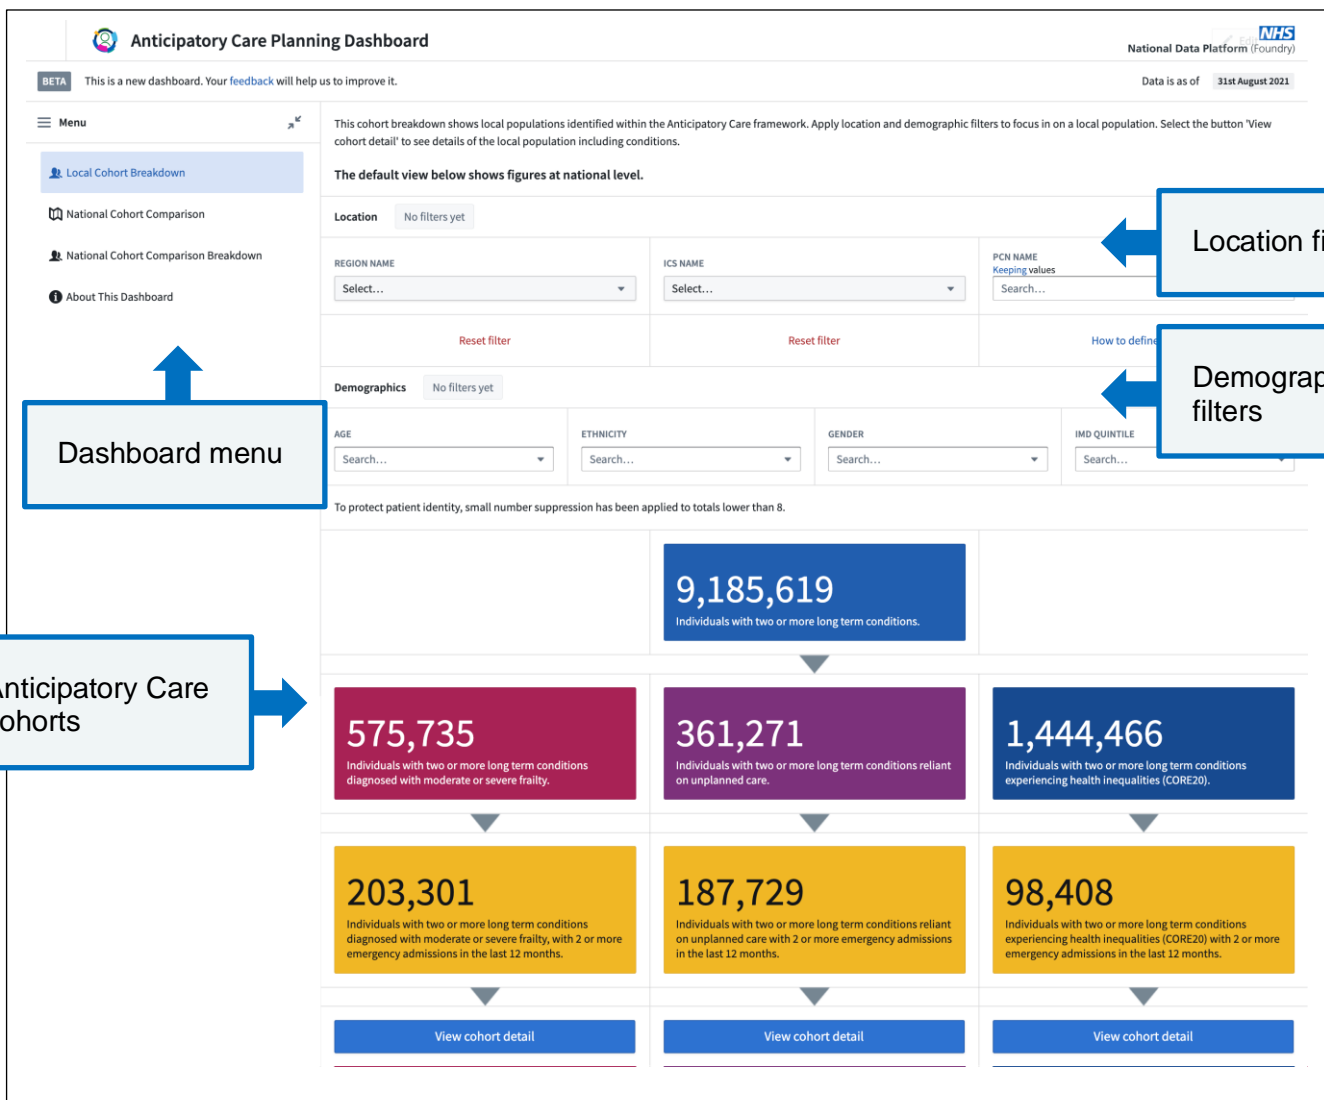 Anticipatory Care Planning Dashboard
NHS
National Data Platform (Foundry)
BETA This is a new dashboard. Your feedback will help us to improve it.
Data is as of 31st August 2021
Menu
Local Cohort Breakdown
National Cohort Comparison
National Cohort Comparison Breakdown
About This Dashboard
Dashboard menu
This cohort breakdown shows local populations identified within the Anticipatory Care framework. Apply location and demographic filters to focus in on a local population. Select the button 'View
cohort detail' to see details of the local population including conditions.
The default view below shows figures at national level.
Location No filters yet
Location fi
REGION NAME
Select...
ICS NAME
Select...
PCN NAME
Keeping values
Search...
Reset filter
Reset filter
How to define
Demographics No filters yet
Demograp
filters
AGE
Search...
ETHNICITY
Search...
GENDER
Search...
IMD QUINTILE
Search...
To protect patient identity, small number suppression has been applied to totals lower than 8.
9,185,619
Individuals with two or more long term conditions.
Anticipatory Care
ohorts
575,735
Individuals with two or more long term conditions
diagnosed with moderate or severe frailty.
361,271
Individuals with two or more long term conditions reliant
on unplanned care.
1,444,466
Individuals with two or more long term conditions
experiencing health inequalities (CORE20).
203,301
Individuals with two or more long term conditions
diagnosed with moderate or severe frailty, with 2 or more
emergency admissions in the last 12 months.
187,729
Individuals with two or more long term conditions reliant
on unplanned care with 2 or more emergency admissions
in the last 12 months.
98,408
Individuals with two or more long term conditions
experiencing health inequalities (CORE20) with 2 or more
emergency admissions in the last 12 months.
View cohort detail
View cohort detail
View cohort detail